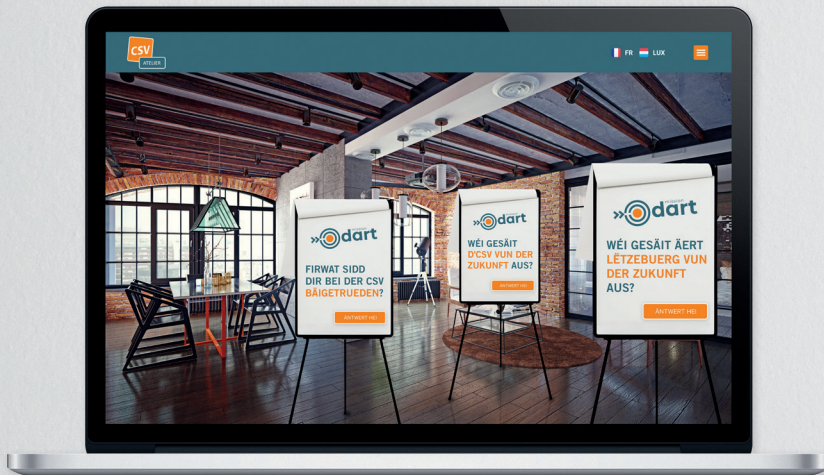 CSV
ATELIER
FR
LUX
dart
FIRWAT SIDD
DIR BEI DER CSV
BÄIGETRUEDEN?
ÄNTWERT HEI
dart
WÉI GESÄIT
D'CSV VUN DER
ZUKUNFT AUS?
ÄNTWERT HEI
dart
WÉI GESÄIT ÄERT
LËTZEBUERG VUN
DER ZUKUNFT
AUS?
ÄNTWERT HEI